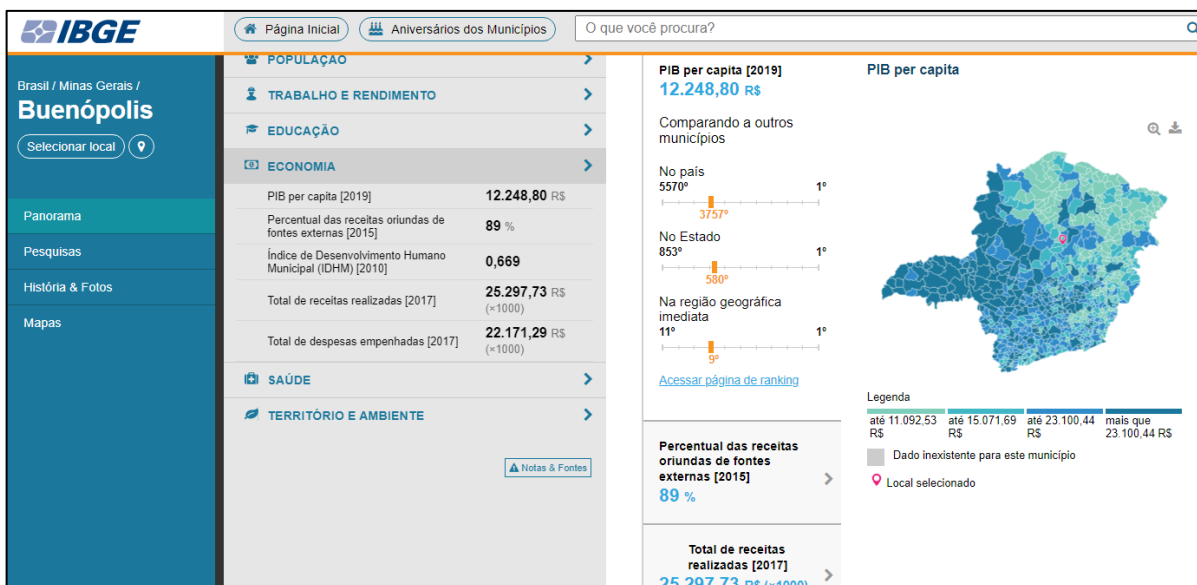 IBGE
Página Inicial
Aniversários dos Municípios
O que você procura?
Brasil / Minas Gerais /
Buenópolis
Selecionar local
Panorama
Pesquisas
História & Fotos
Mapas
POPULAÇÃO
TRABALHO E RENDIMENTO
EDUCAÇÃO
ECONOMIA
PIB per capita [2019] 12.248,80 R$
Percentual das receitas oriundas de
fontes externas [2015] 89 %
Índice de Desenvolvimento Humano
Municipal (IDHM) [2010] 0,669
Total de receitas realizadas [2017] 25.297,73 R$
(×1000)
Total de despesas empenhadas [2017] 22.171,29 R$
(×1000)
SAÚDE
TERRITÓRIO E AMBIENTE
Notas & Fontes
PIB per capita [2019]
12.248,80 R$
Comparando a outros
municípios
No país
5570º 1º
3757º
No Estado
853º 1º
580º
Na região geográfica
imediata
11º 1º
9º
Acessar página de ranking
Percentual das receitas
oriundas de fontes
externas [2015]
89 %
Total de receitas
realizadas [2017]
25.297,73 R$ (×1000)
PIB per capita
Legenda
até 11.092,53
R$
até 15.071,69
R$
até 23.100,44
R$
mais que
23.100,44 R$
Dado inexistente para este município
Local selecionado